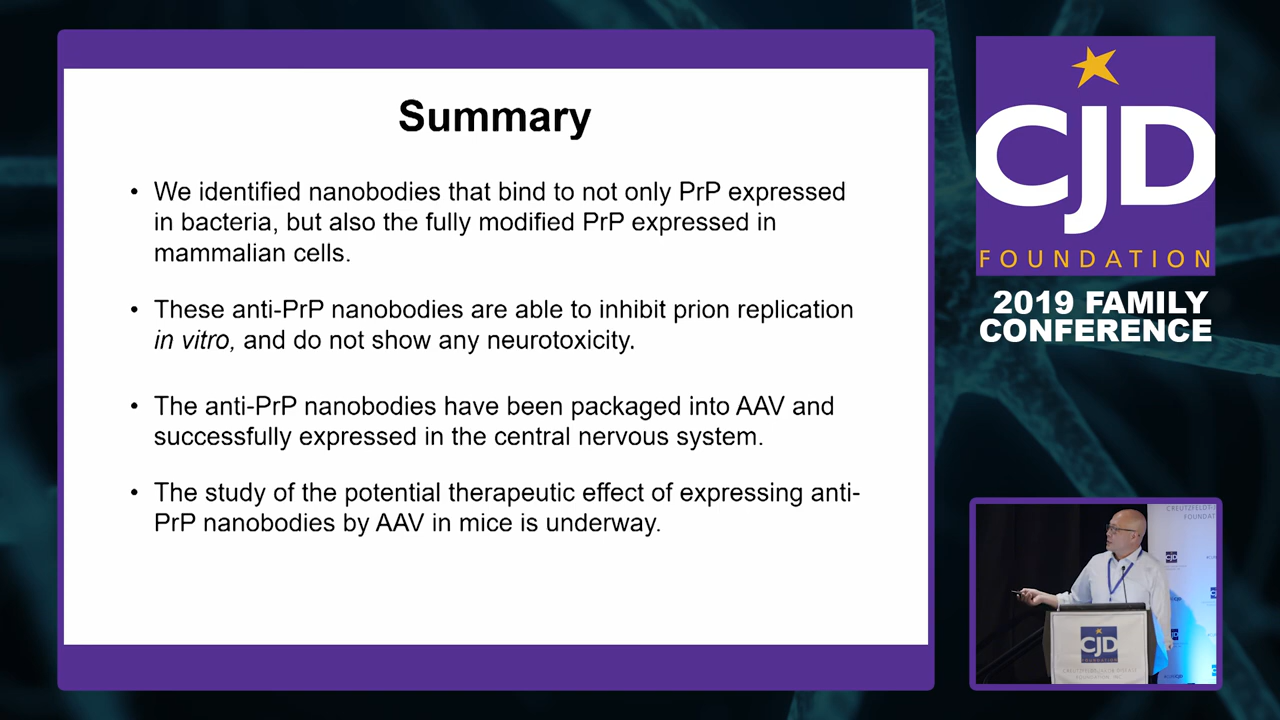 Summary
• We identified nanobodies that bind to not only PrP expressed
in bacteria, but also the fully modified PrP expressed in
mammalian cells.
• These anti-PrP nanobodies are able to inhibit prion replication
in vitro, and do not show any neurotoxicity.
• The anti-PrP nanobodies have been packaged into AAV and
successfully expressed in the central nervous system.
• The study of the potential therapeutic effect of expressing anti-
PrP nanobodies by AAV in mice is underway.
CJD
FOUNDATION
2019 FAMILY
CONFERENCE
CJD
FOUNDATION